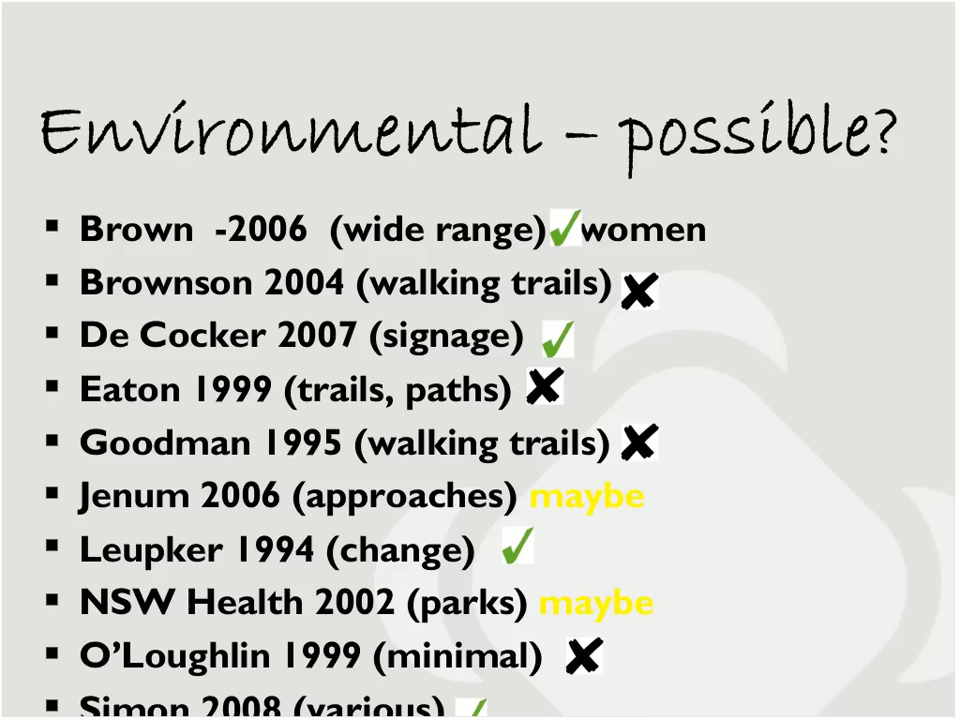 Environmental – possible?
▪ Brown -2006 (wide range) ✓ women
▪ Brownson 2004 (walking trails) ✘
▪ De Cocker 2007 (signage) ✓
▪ Eaton 1999 (trails, paths) ✘
▪ Goodman 1995 (walking trails) ✘
▪ Jenum 2006 (approaches) maybe
▪ Leupker 1994 (change) ✓
▪ NSW Health 2002 (parks) maybe
▪ O’Loughlin 1999 (minimal) ✘
▪ Simon 2008 (various) ✓